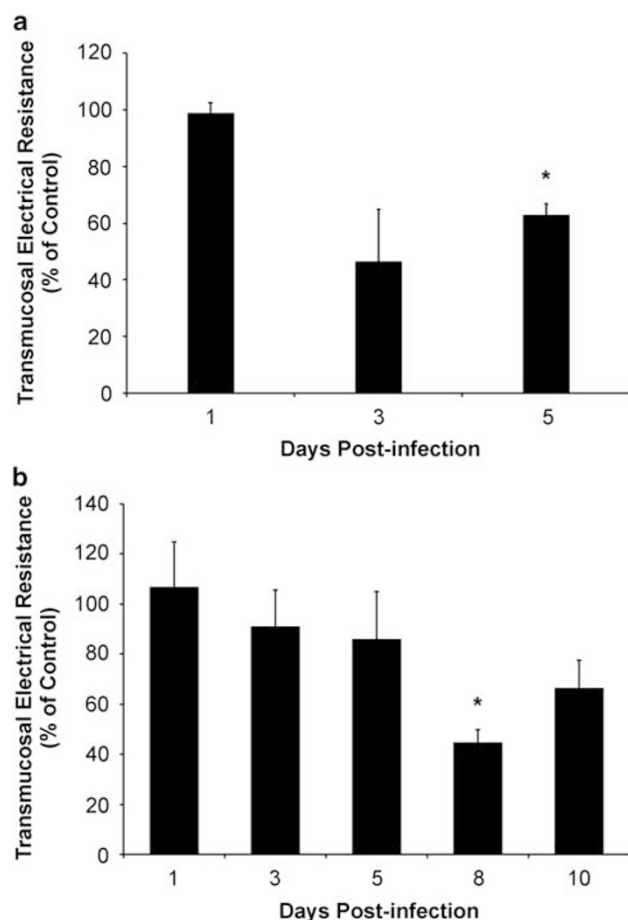 a
Transmucosal Electrical Resistance
(% of Control)
120
100
80
60
40
20
0
*
1 3 5
Days Post-infection
b
Transmucosal Electrical Resistance
(% of Control)
140
120
100
80
60
40
20
0
*
1 3 5 8 10
Days Post-infection